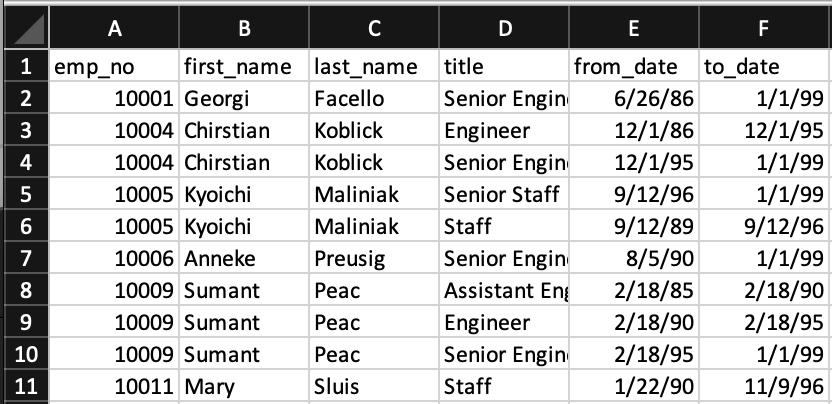 A B C D E F
1 emp_no first_name last_name title from_date to_date
2 10001 Georgi Facello Senior Engin 6/26/86 1/1/99
3 10004 Chirstian Koblick Engineer 12/1/86 12/1/95
4 10004 Chirstian Koblick Senior Engin 12/1/95 1/1/99
5 10005 Kyoichi Maliniak Senior Staff 9/12/96 1/1/99
6 10005 Kyoichi Maliniak Staff 9/12/89 9/12/96
7 10006 Anneke Preusig Senior Engin 8/5/90 1/1/99
8 10009 Sumant Peac Assistant Eng 2/18/85 2/18/90
9 10009 Sumant Peac Engineer 2/18/90 2/18/95
10 10009 Sumant Peac Senior Engin 2/18/95 1/1/99
11 10011 Mary Sluis Staff 1/22/90 11/9/96